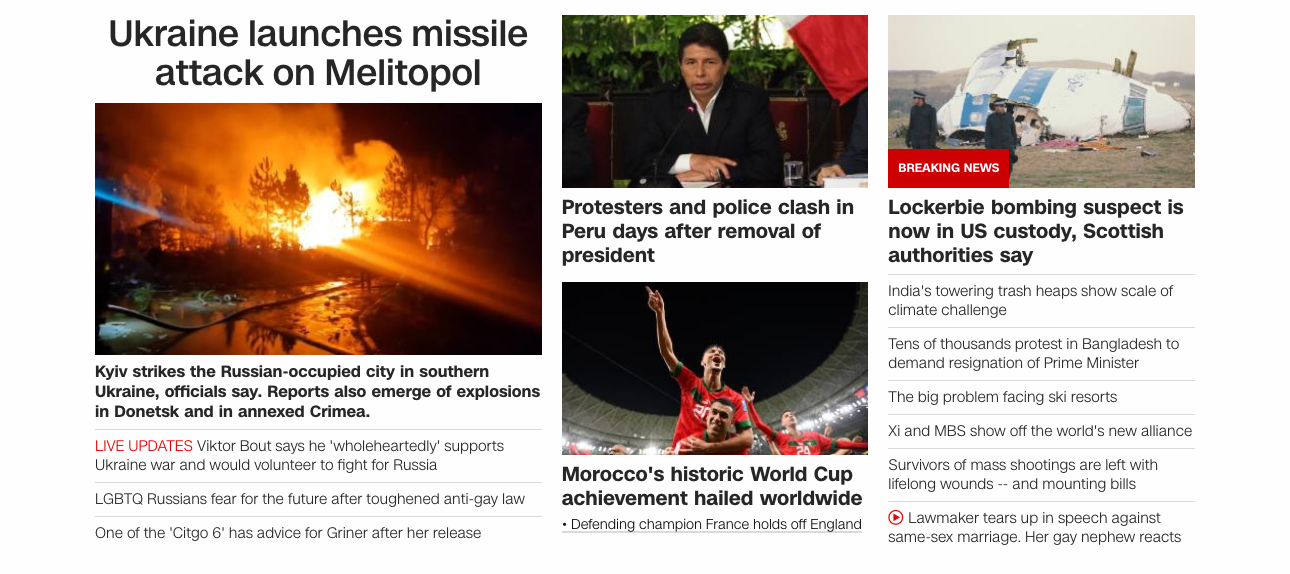 Ukraine launches missile
attack on Melitopol
Kyiv strikes the Russian-occupied city in southern
Ukraine, officials say. Reports also emerge of explosions
in Donetsk and in annexed Crimea.
LIVE UPDATES Viktor Bout says he 'wholeheartedly' supports
Ukraine war and would volunteer to fight for Russia
LGBTQ Russians fear for the future after toughened anti-gay law
One of the 'Citgo 6' has advice for Griner after her release
Protesters and police clash in
Peru days after removal of
president
Morocco's historic World Cup
achievement hailed worldwide
• Defending champion France holds off England
BREAKING NEWS
Lockerbie bombing suspect is
now in US custody, Scottish
authorities say
India's towering trash heaps show scale of
climate challenge
Tens of thousands protest in Bangladesh to
demand resignation of Prime Minister
The big problem facing ski resorts
Xi and MBS show off the world's new alliance
Survivors of mass shootings are left with
lifelong wounds -- and mounting bills
Lawmaker tears up in speech against
same-sex marriage. Her gay nephew reacts